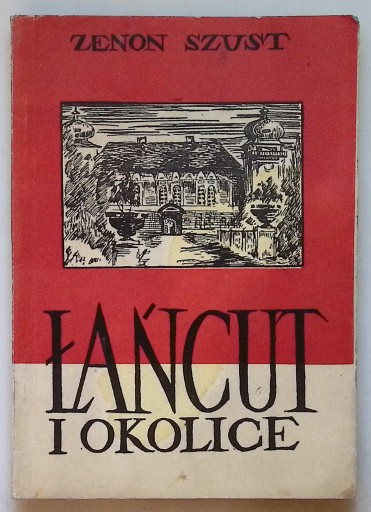 ZENON SZUST
ŁAŃCUT
I OKOLICE